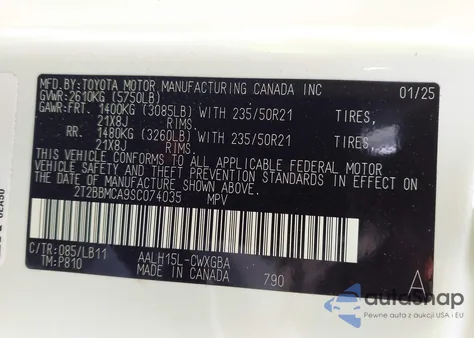 MFD.BY:TOYOTA MOTOR MANUFACTURING CANADA INC 01/25
GVWR:2610KG (5750LB)
GAWR:FRT. 1400KG (3085LB) WITH 235/50R21 TIRES,
21X8J RIMS.
RR. 1480KG (3260LB) WITH 235/50R21 TIRES,
21X8J RIMS.
THIS VEHICLE CONFORMS TO ALL APPLICABLE FEDERAL MOTOR
VEHICLE SAFETY AND THEFT PREVENTION STANDARDS IN EFFECT ON
THE DATE OF MANUFACTURE SHOWN ABOVE.
2T2BBMCA9SC074035 MPV
C/TR:085/LB11 AALH15L-CWXGBA
TM:P810 MADE IN CANADA 790 A
autoSnap
Pewne auta z aukcji USA i EU